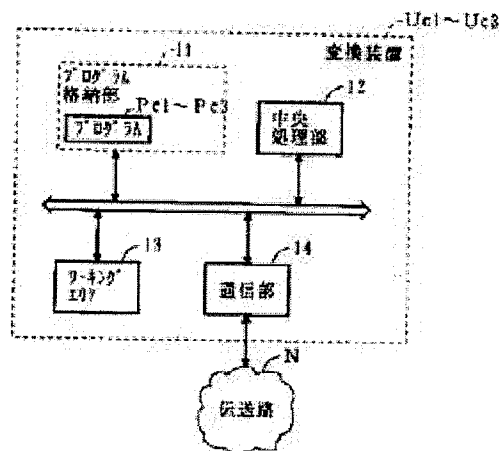 Uc1～Uc3
変換装置
11
ﾌﾟﾛｸﾞﾗﾑ
格納部
Pc1～Pc3
ﾌﾟﾛｸﾞﾗﾑ
12
中央
処理部
13
ﾜｰｷﾝｸﾞ
ｴﾘｱ
14
通信部
N
伝送路